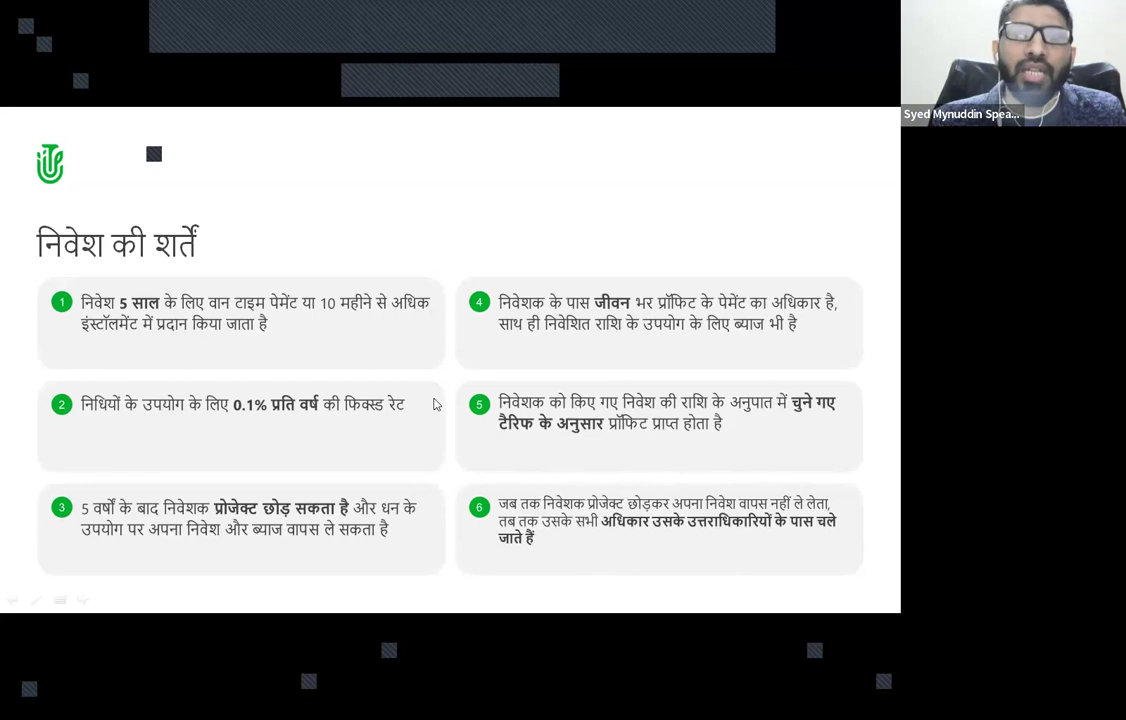 Syed Mynuddin Spea...
निवेश की शर्तें
1 निवेश 5 साल के लिए वान टाइम पेमेंट या 10 महीने से अधिक
इंस्टॉलमेंट में प्रदान किया जाता है
2 निधियों के उपयोग के लिए 0.1% प्रति वर्ष की फिक्स्ड रेट
3 5 वर्षों के बाद निवेशक प्रोजेक्ट छोड़ सकता है और धन के
उपयोग पर अपना निवेश और ब्याज वापस ले सकता है
4 निवेशक के पास जीवन भर प्रॉफिट के पेमेंट का अधिकार है,
साथ ही निवेशित राशि के उपयोग के लिए ब्याज भी है
5 निवेशक को किए गए निवेश की राशि के अनुपात में चुने गए
टैरिफ के अनुसार प्रॉफिट प्राप्त होता है
6 जब तक निवेशक प्रोजेक्ट छोड़कर अपना निवेश वापस नहीं ले लेता,
तब तक उसके सभी अधिकार उसके उत्तराधिकारियों के पास चले
जाते हैं